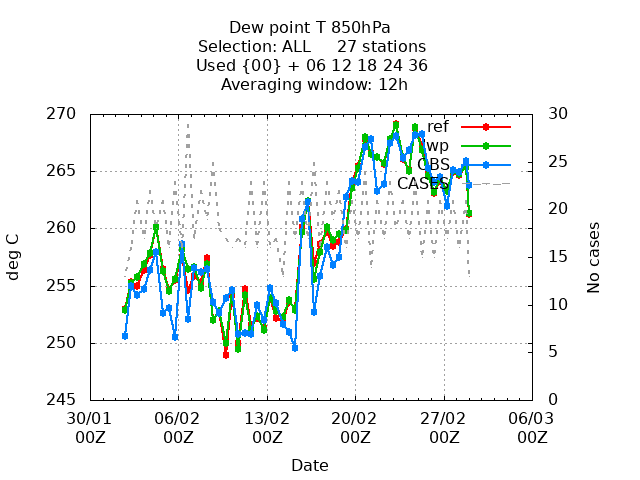 Dew point T 850hPa
Selection: ALL 27 stations
Used {00} + 06 12 18 24 36
Averaging window: 12h
270
265
260
255
250
245
deg C
30
25
20
15
10
5
0
No cases
ref
lwp
OBS
CASES
30/01 06/02 13/02 20/02 27/02 06/03
00Z 00Z 00Z 00Z 00Z 00Z
Date